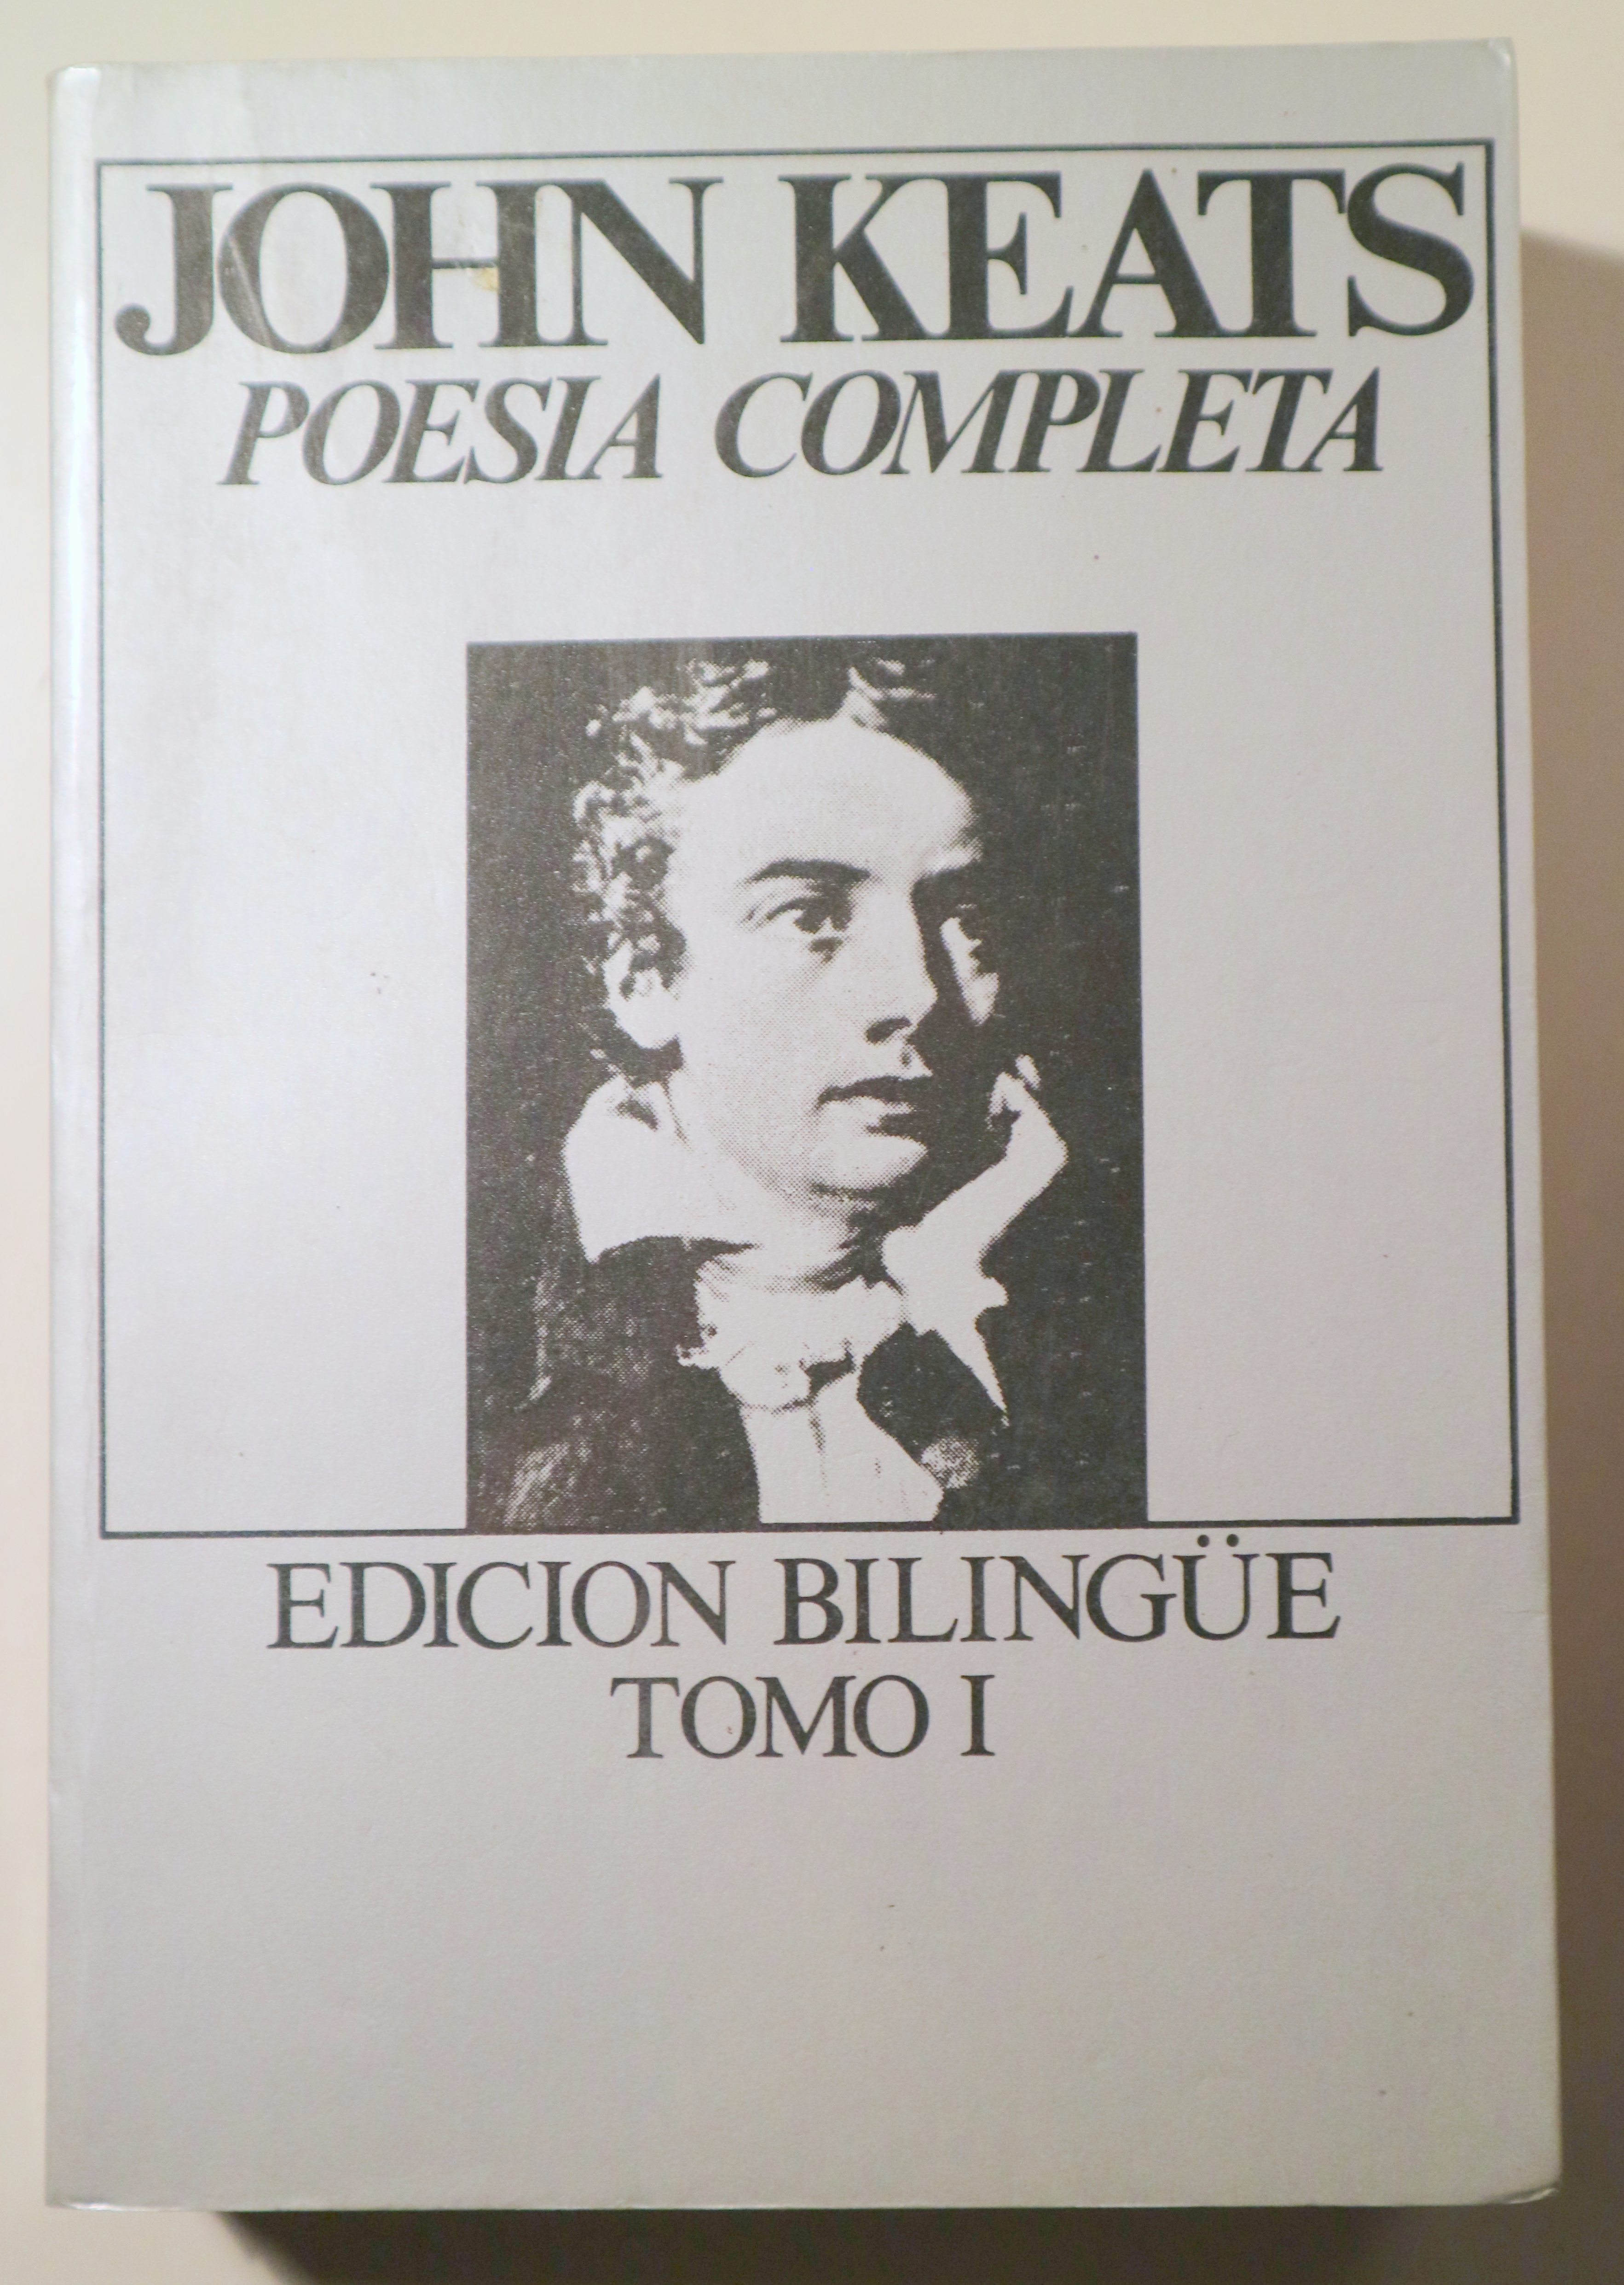 JOHN KEATS
POESIA COMPLETA
EDICION BILINGÜE
TOMO I